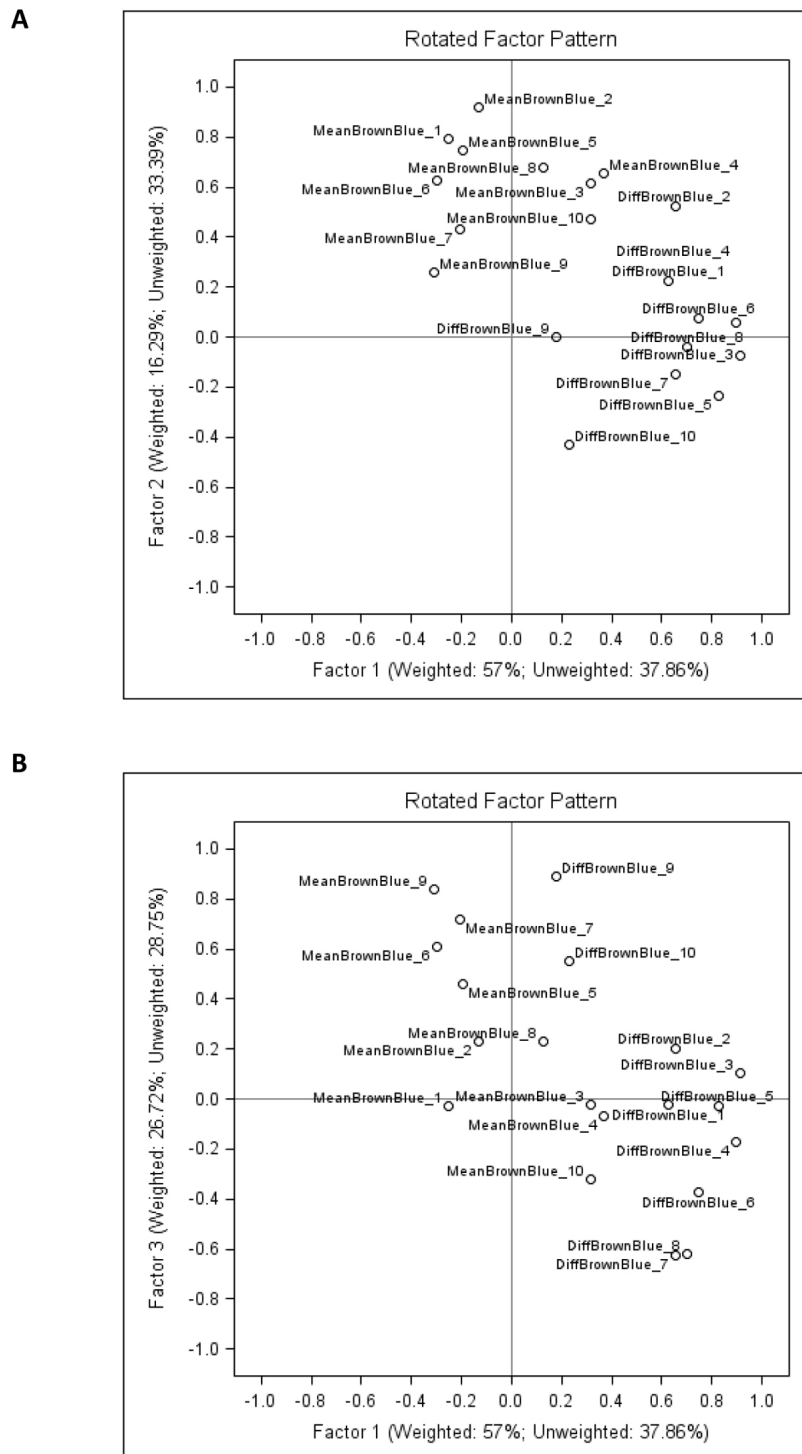 A
Rotated Factor Pattern
1.0
MeanBrownBlue_2
0.8
MeanBrownBlue_1
MeanBrownBlue_5
MeanBrownBlue_8
MeanBrownBlue_4
0.6
MeanBrownBlue_6
MeanBrownBlue_3
DiffBrownBlue_2
MeanBrownBlue_10
0.4
MeanBrownBlue_7
DiffBrownBlue_4
MeanBrownBlue_9
DiffBrownBlue_1
0.2
DiffBrownBlue_6
DiffBrownBlue_9
0.0
DiffBrownBlue_8
DiffBrownBlue_3
DiffBrownBlue_7
-0.2
DiffBrownBlue_5
DiffBrownBlue_10
-0.4
-0.6
-0.8
-1.0
Factor 2 (Weighted: 16.29%; Unweighted: 33.39%)
-1.0 -0.8 -0.6 -0.4 -0.2 0.0 0.2 0.4 0.6 0.8 1.0
Factor 1 (Weighted: 57%; Unweighted: 37.86%)
B
Rotated Factor Pattern
1.0
DiffBrownBlue_9
MeanBrownBlue_9
0.8
MeanBrownBlue_7
0.6
MeanBrownBlue_6
DiffBrownBlue_10
MeanBrownBlue_5
0.4
MeanBrownBlue_8
DiffBrownBlue_2
0.2
MeanBrownBlue_2
DiffBrownBlue_3
MeanBrownBlue_1
MeanBrownBlue_3
DiffBrownBlue_5
0.0
DiffBrownBlue_1
MeanBrownBlue_4
DiffBrownBlue_4
-0.2
MeanBrownBlue_10
DiffBrownBlue_6
-0.4
DiffBrownBlue_8
-0.6
DiffBrownBlue_7
-0.8
-1.0
Factor 3 (Weighted: 26.72%; Unweighted: 28.75%)
-1.0 -0.8 -0.6 -0.4 -0.2 0.0 0.2 0.4 0.6 0.8 1.0
Factor 1 (Weighted: 57%; Unweighted: 37.86%)